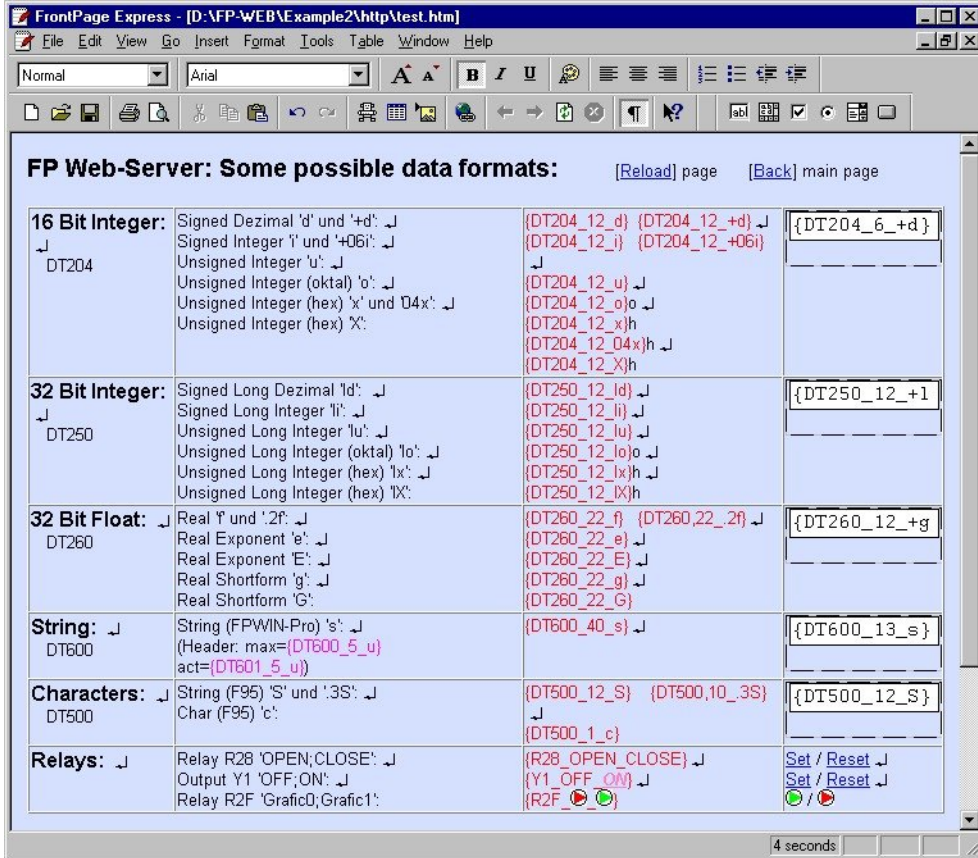 FrontPage Express - [D:\FP-WEB\Example2\http\test.htm]
File Edit View Go Insert Format Tools Table Window Help
Normal Arial
FP Web-Server: Some possible data formats: [Reload] page [Back] main page
16 Bit Integer:
DT204
Signed Dezimal 'd' und '+d':
Signed Integer 'i' und '+06i':
Unsigned Integer 'u':
Unsigned Integer (oktal) 'o':
Unsigned Integer (hex) 'x' und '04x':
Unsigned Integer (hex) 'X':
{DT204_12_d} {DT204_12_+d}
{DT204_12_i} {DT204_12_+06i}
{DT204_12_u}
{DT204_12_o}o
{DT204_12_x}h
{DT204_12_04x}h
{DT204_12_X}h
{DT204_6_+d}
32 Bit Integer:
DT250
Signed Long Dezimal 'ld':
Signed Long Integer 'li':
Unsigned Long Integer 'lu':
Unsigned Long Integer (oktal) 'lo':
Unsigned Long Integer (hex) 'lx':
Unsigned Long Integer (hex) 'lX':
{DT250_12_ld}
{DT250_12_li}
{DT250_12_lu}
{DT250_12_lo}o
{DT250_12_lx}h
{DT250_12_lX}h
{DT250_12_+l
32 Bit Float:
DT260
Real 'f' und '.2f':
Real Exponent 'e':
Real Exponent 'E':
Real Shortform 'g':
Real Shortform 'G':
{DT260_22_f} {DT260,22_.2f}
{DT260_22_e}
{DT260_22_E}
{DT260_22_g}
{DT260_22_G}
{DT260_12_+g
String:
DT600
String (FPWIN-Pro) 's':
(Header: max={DT600_5_u}
act={DT601_5_u})
{DT600_40_s}
{DT600_13_s}
Characters:
DT500
String (F95) 'S' und '.3S':
Char (F95) 'c':
{DT500_12_S} {DT500,10_.3S}
{DT500_1_c}
{DT500_12_S}
Relays:
Relay R28 'OPEN;CLOSE':
Output Y1 'OFF;ON':
Relay R2F 'Grafic0;Grafic1':
{R28_OPEN_CLOSE}
{Y1_OFF_ON}
{R2F_ }
Set / Reset
Set / Reset
/
4 seconds